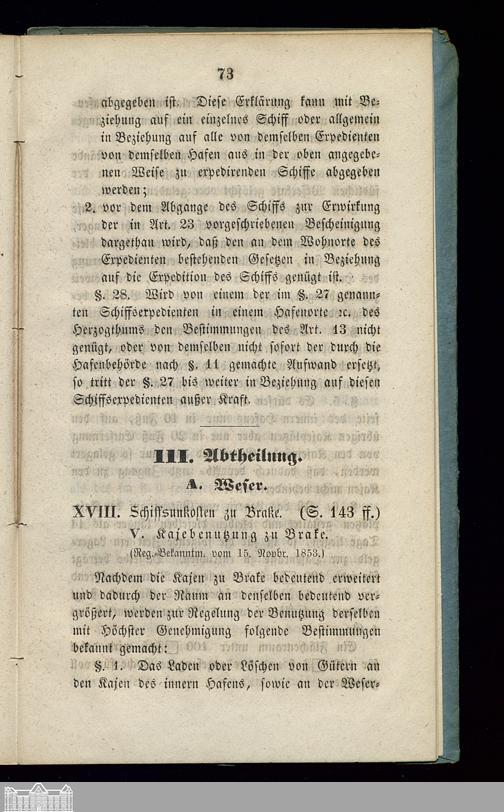 73
abgegeben ist. Diese Erklärung kann mit Be-
ziehung auf ein einzelnes Schiff oder allgemein
in Beziehung auf alle von demselben Expedienten
von demselben Hafen aus in der oben angegebe-
nen Weise zu expedirenden Schiffe abgegeben
werden;
2. vor dem Abgange des Schiffs zur Erwirkung
der in Art. 23 vorgeschriebenen Bescheinigung
dargethan wird, daß den an dem Wohnorte des
Expedienten bestehenden Gesetzen in Beziehung
auf die Expedition des Schiffs genügt ist.
§. 28. Wird von einem der im §. 27 genann-
ten Schiffsexpedienten in einem Hafenorte ꝛc. des
Herzogthums den Bestimmungen des Art. 13 nicht
genügt, oder von demselben nicht sofort der durch die
Hafenbehörde nach §. 11 gemachte Aufwand ersetzt,
so tritt der §. 27 bis weiter in Beziehung auf diesen
Schiffsexpedienten außer Kraft.
III. Abtheilung.
A. Weser.
XVIII. Schiffsunkosten zu Brake. (S. 143 ff.)
V. Kajebenutzung zu Brake.
(Reg.-Bekanntm. vom 15. Novbr. 1853.)
Nachdem die Kajen zu Brake bedeutend erweitert
und dadurch der Raum an denselben bedeutend ver-
größert, werden zur Regelung der Benutzung derselben
mit Höchster Genehmigung folgende Bestimmungen
bekannt gemacht:
§. 1. Das Laden oder Löschen von Gütern an
den Kajen des innern Hafens, sowie an der Weser-